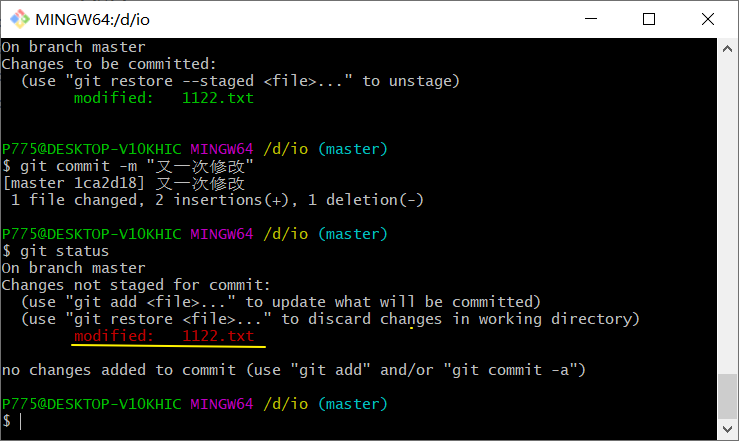 MINGW64:/d/io
On branch master
Changes to be committed:
  (use "git restore --staged <file>..." to unstage)
        modified:   1122.txt
P775@DESKTOP-V1OKHIC MINGW64 /d/io (master)
$ git commit -m "又一次修改"
[master 1ca2d18] 又一次修改
 1 file changed, 2 insertions(+), 1 deletion(-)
P775@DESKTOP-V1OKHIC MINGW64 /d/io (master)
$ git status
On branch master
Changes not staged for commit:
  (use "git add <file>..." to update what will be committed)
  (use "git restore <file>..." to discard changes in working directory)
        modified:   1122.txt
no changes added to commit (use "git add" and/or "git commit -a")
P775@DESKTOP-V1OKHIC MINGW64 /d/io (master)
$